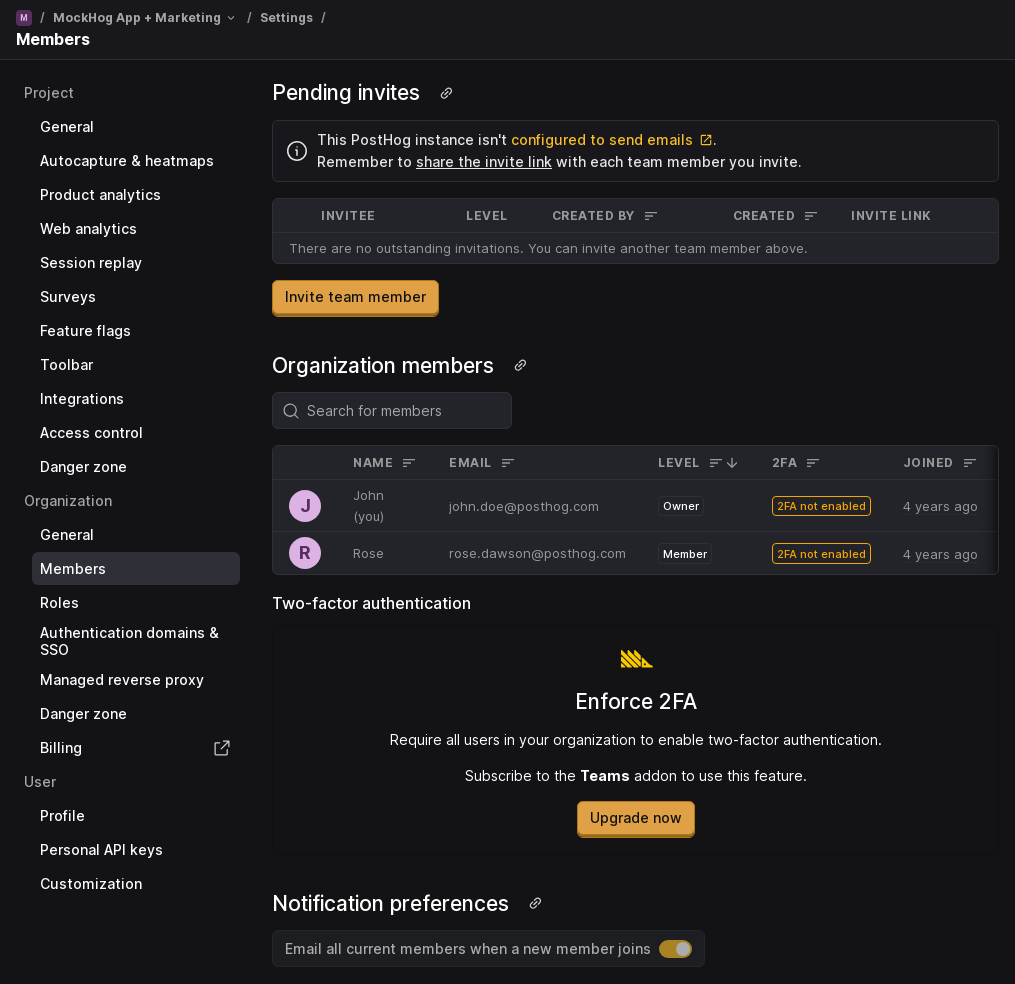 M / MockHog App + Marketing / Settings /
Members
Project
General
Autocapture & heatmaps
Product analytics
Web analytics
Session replay
Surveys
Feature flags
Toolbar
Integrations
Access control
Danger zone
Organization
General
Members
Roles
Authentication domains &
SSO
Managed reverse proxy
Danger zone
Billing
User
Profile
Personal API keys
Customization
Pending invites
This PostHog instance isn't configured to send emails .
Remember to share the invite link with each team member you invite.
INVITEE LEVEL CREATED BY CREATED INVITE LINK
There are no outstanding invitations. You can invite another team member above.
Invite team member
Organization members
Search for members
NAME EMAIL LEVEL 2FA JOINED
J John
(you) john.doe@posthog.com Owner 2FA not enabled 4 years ago
R Rose rose.dawson@posthog.com Member 2FA not enabled 4 years ago
Two-factor authentication
Enforce 2FA
Require all users in your organization to enable two-factor authentication.
Subscribe to the Teams addon to use this feature.
Upgrade now
Notification preferences
Email all current members when a new member joins